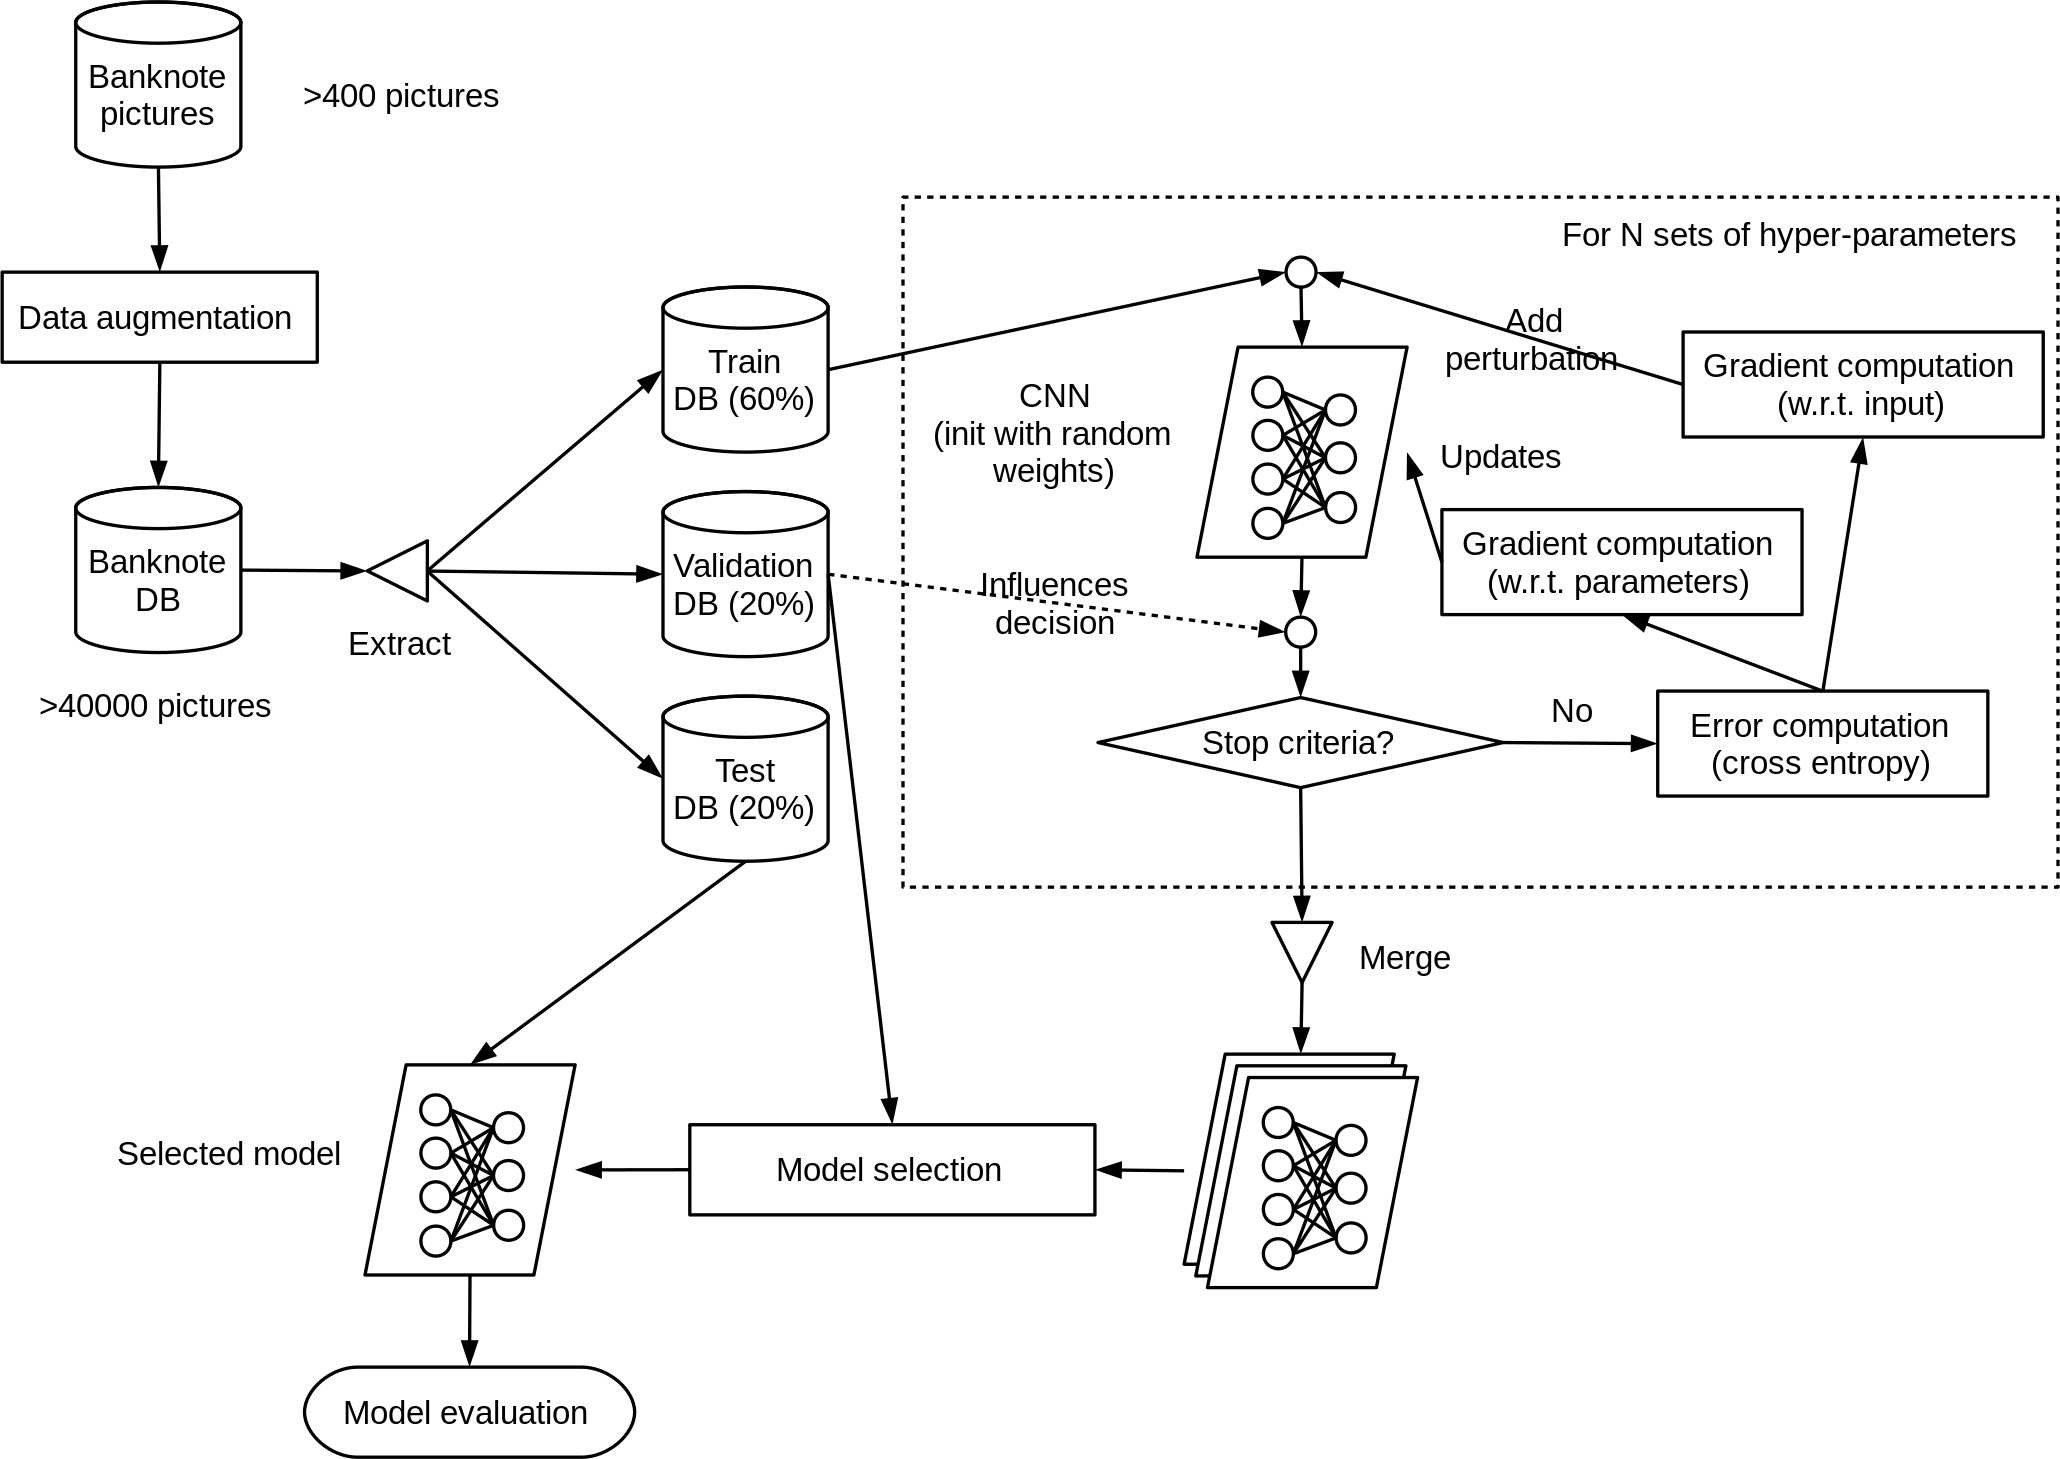 Banknote
pictures
>400 pictures
Data augmentation
Banknote
DB
>40000 pictures
Extract
Train
DB (60%)
Validation
DB (20%)
Test
DB (20%)
For N sets of hyper-parameters
CNN
(init with random
weights)
Add
perturbation
Gradient computation
(w.r.t. input)
Updates
Gradient computation
(w.r.t. parameters)
Influences
decision
Stop criteria?
No
Error computation
(cross entropy)
Merge
Model selection
Selected model
Model evaluation